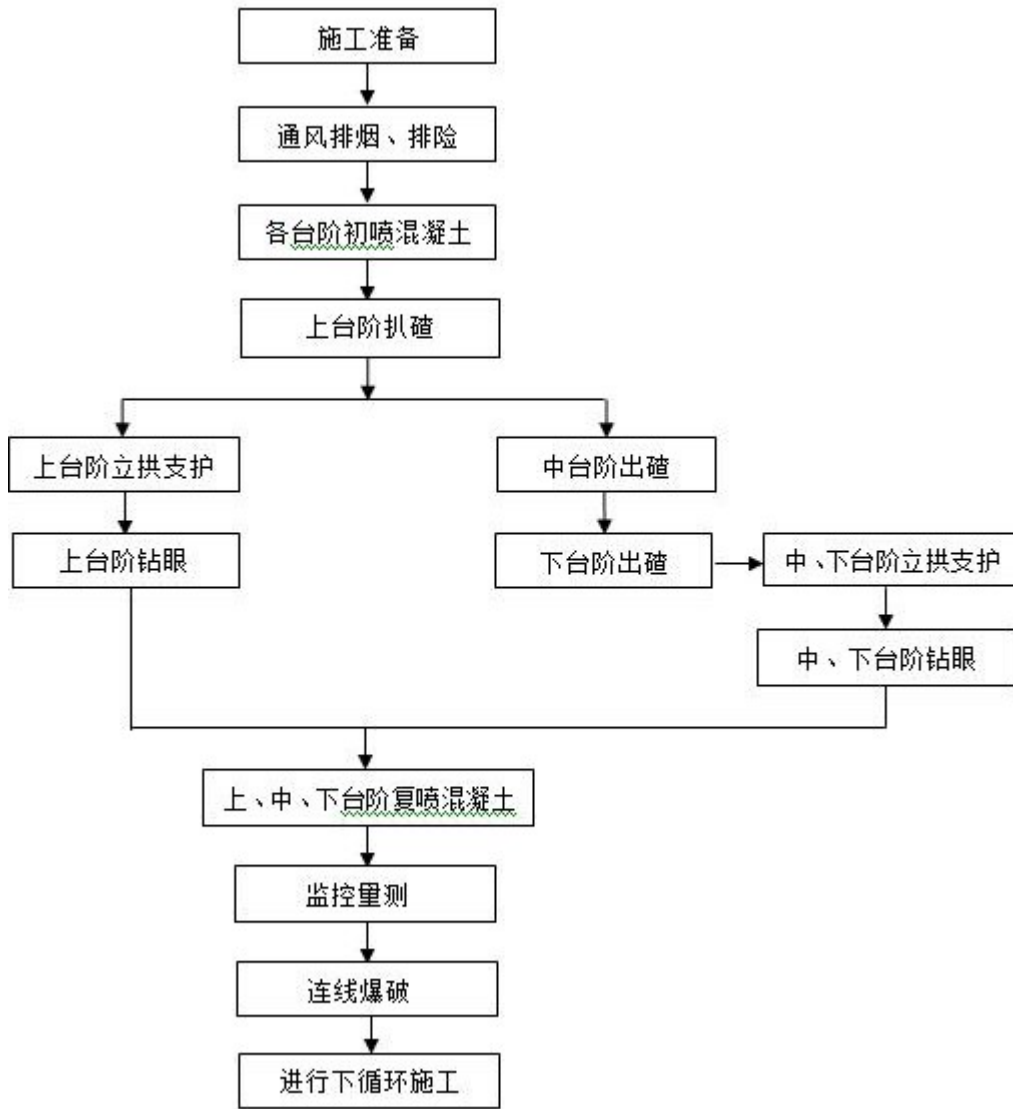 施工准备
通风排烟、排险
各台阶初喷混凝土
上台阶扒碴
上台阶立拱支护
中台阶出碴
上台阶钻眼
下台阶出碴
中、下台阶立拱支护
中、下台阶钻眼
上、中、下台阶复喷混凝土
监控量测
连线爆破
进行下循环施工